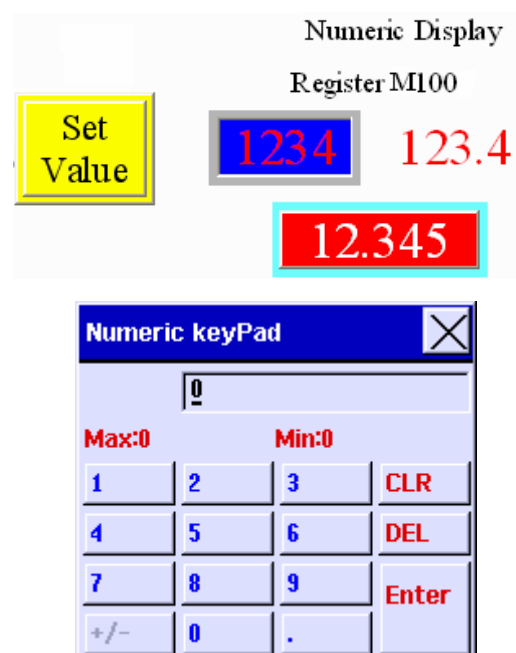 Numeric Display
Register M100
Set
Value
1234
123.4
12.345
Numeric keyPad
0
Max:0 Min:0
1 2 3 CLR
4 5 6 DEL
7 8 9 Enter
+/- 0 .